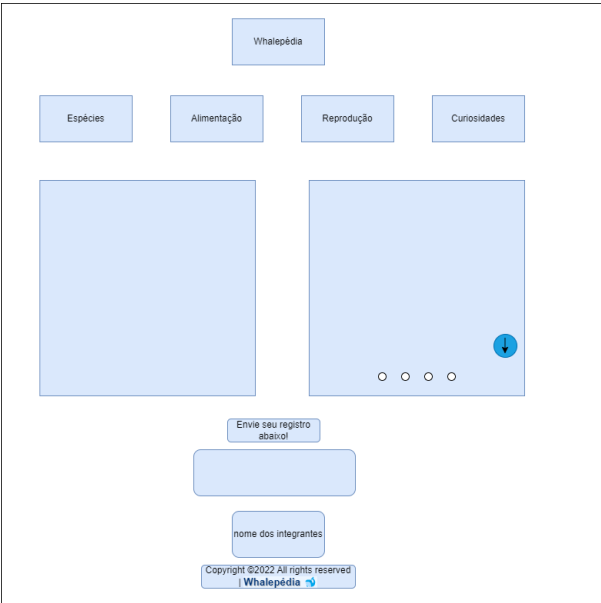 Whalepédia
Espécies
Alimentação
Reprodução
Curiosidades
Envie seu registro
abaixo!
nome dos integrantes
Copyright ©2022 All rights reserved
| Whalepédia 🐋